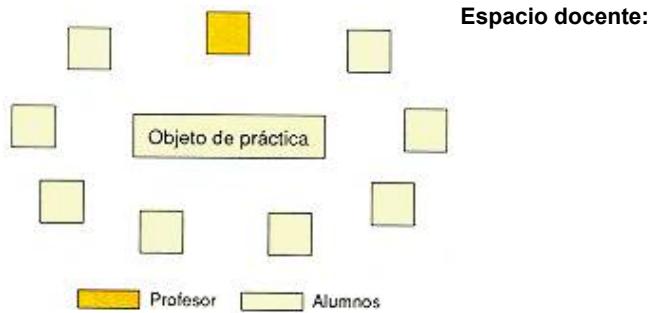 Espacio docente:
Objeto de práctica
Profesor
Alumnos